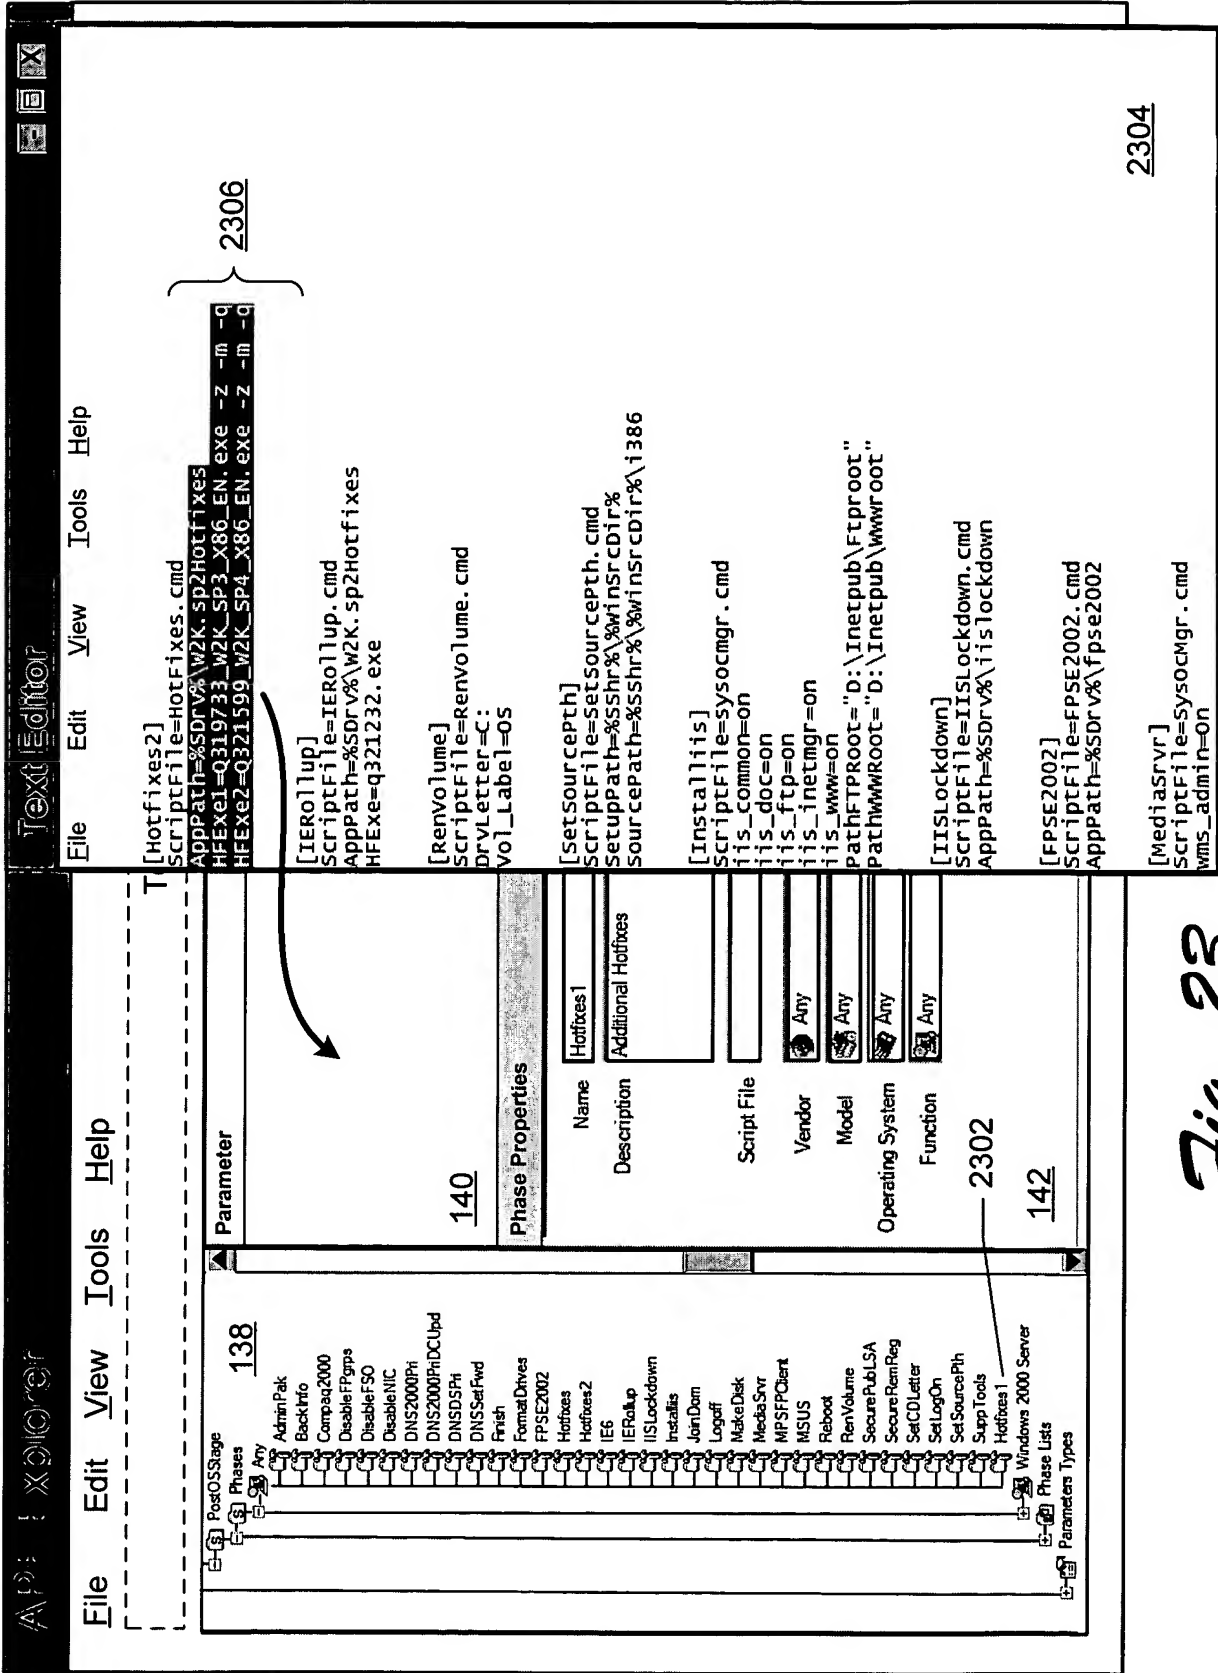 File Edit View Tools Help
138
PostOSStage
Phases
Any
AdminPak
BackInfo
Compaq2000
DisableFPgrps
DisableFSO
DisableNIC
DNS2000Pri
DNS2000PriDCUpd
DNSDSPri
DNSSetFwd
Finish
FormatDrives
FPSE2002
Hotfixes
Hotfixes2
IE6
IERollup
IISLockdown
InstallIis
JoinDom
Logoff
MakeDisk
MediaSrvr
MPSFPClient
MSUS
Reboot
RenVolume
SecurePubLSA
SecureRemReg
SetCDLetter
SetLogOn
SetSourcePth
SuppTools
Hotfixes1
Windows 2000 Server
Phase Lists
Parameters Types
2302
Parameter
140
Phase Properties
Name Hotfixes1
Description Additional Hotfixes
Script File
Vendor Any
Model Any
Operating System Any
Function Any
142
Text Editor
File Edit View Tools Help
[Hotfixes2]
ScriptFile=HotFixes.cmd
AppPath=%SDrv%\W2K.sp2Hotfixes
HFExe1=Q319733_W2K_SP3_X86_EN.exe -z -m -q
HFExe2=Q321599_W2K_SP4_X86_EN.exe -z -m -q
2306
[IERollup]
ScriptFile=IERollup.cmd
AppPath=%SDrv%\W2K.sp2Hotfixes
HFExe=q321232.exe
[RenVolume]
ScriptFile=Renvolume.cmd
DrvLetter=C:
Vol_Label=OS
[SetSourcePth]
ScriptFile=SetSourcePth.cmd
SetupPath=%Sshr%\%WinSrcDir%
SourcePath=%Sshr%\%WinSrcDir%\i386
[InstallIis]
ScriptFile=sysocmgr.cmd
iis_common=on
iis_doc=on
iis_ftp=on
iis_inetmgr=on
iis_www=on
PathFTPRoot="D:\Inetpub\Ftproot"
PathWWWRoot="D:\Inetpub\Wwwroot"
[IISLockdown]
ScriptFile=IISLockdown.cmd
AppPath=%SDrv%\iislockdown
[FPSE2002]
ScriptFile=FPSE2002.cmd
AppPath=%SDrv%\fpse2002
[MediaSrvr]
ScriptFile=SysocMgr.cmd
wms_admin=on
2304
Fig. 23